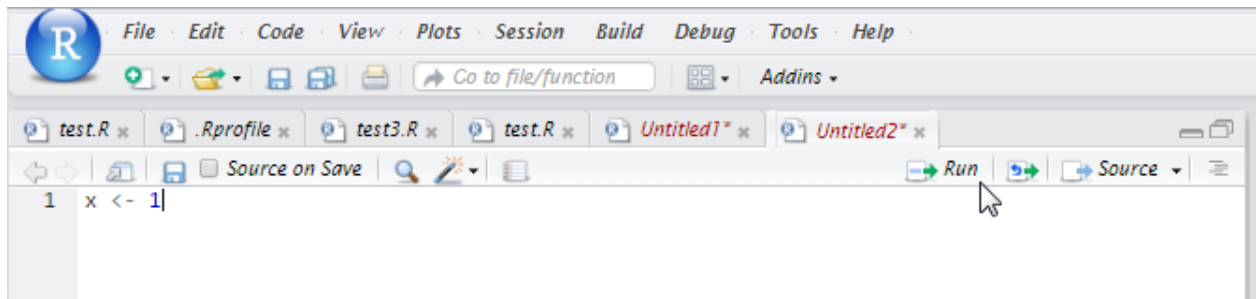 R
File Edit Code View Plots Session Build Debug Tools Help
Go to file/function Addins
test.R .Rprofile test3.R test.R Untitled1* Untitled2*
Source on Save Run Source
1 x <- 1